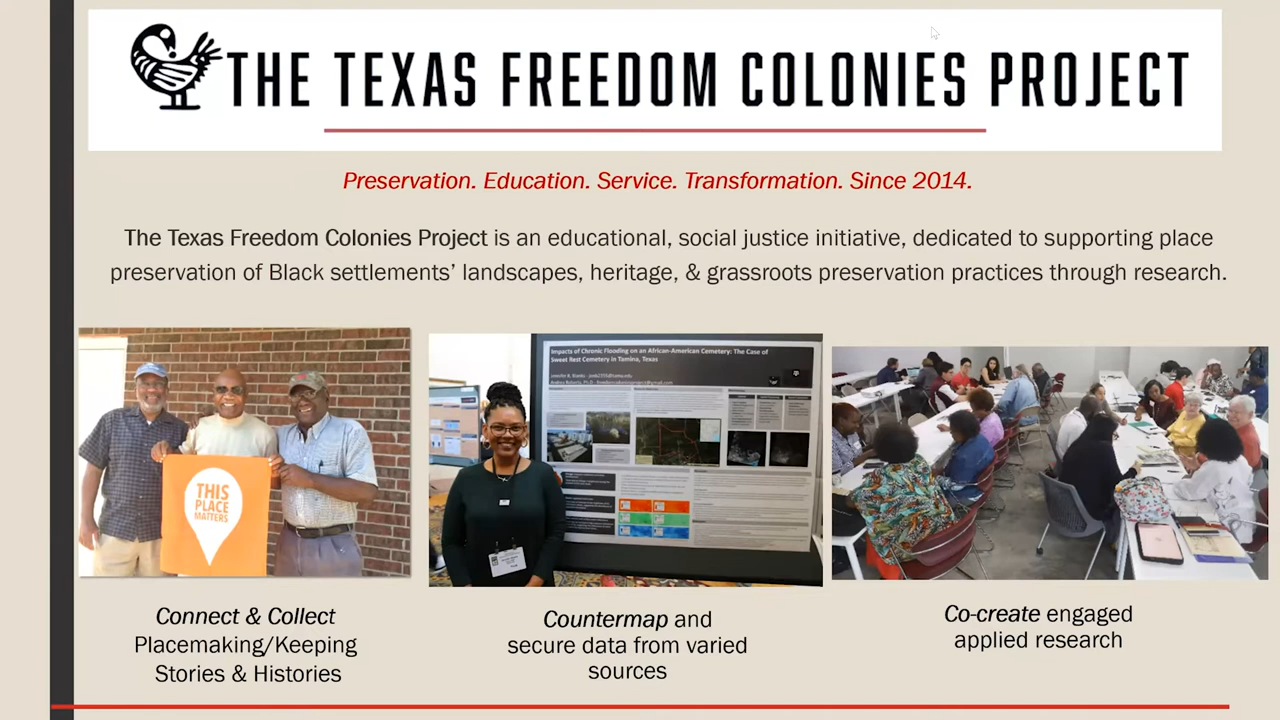 THE TEXAS FREEDOM COLONIES PROJECT
Preservation. Education. Service. Transformation. Since 2014.
The Texas Freedom Colonies Project is an educational, social justice initiative, dedicated to supporting place
preservation of Black settlements’ landscapes, heritage, & grassroots preservation practices through research.
THIS
PLACE
MATTERS
Impacts of Chronic Flooding on an African-American Cemetery: The Case of
Sweet Rest Cemetery in Tamina, Texas
Connect & Collect
Placemaking/Keeping
Stories & Histories
Countermap and
secure data from varied
sources
Co-create engaged
applied research